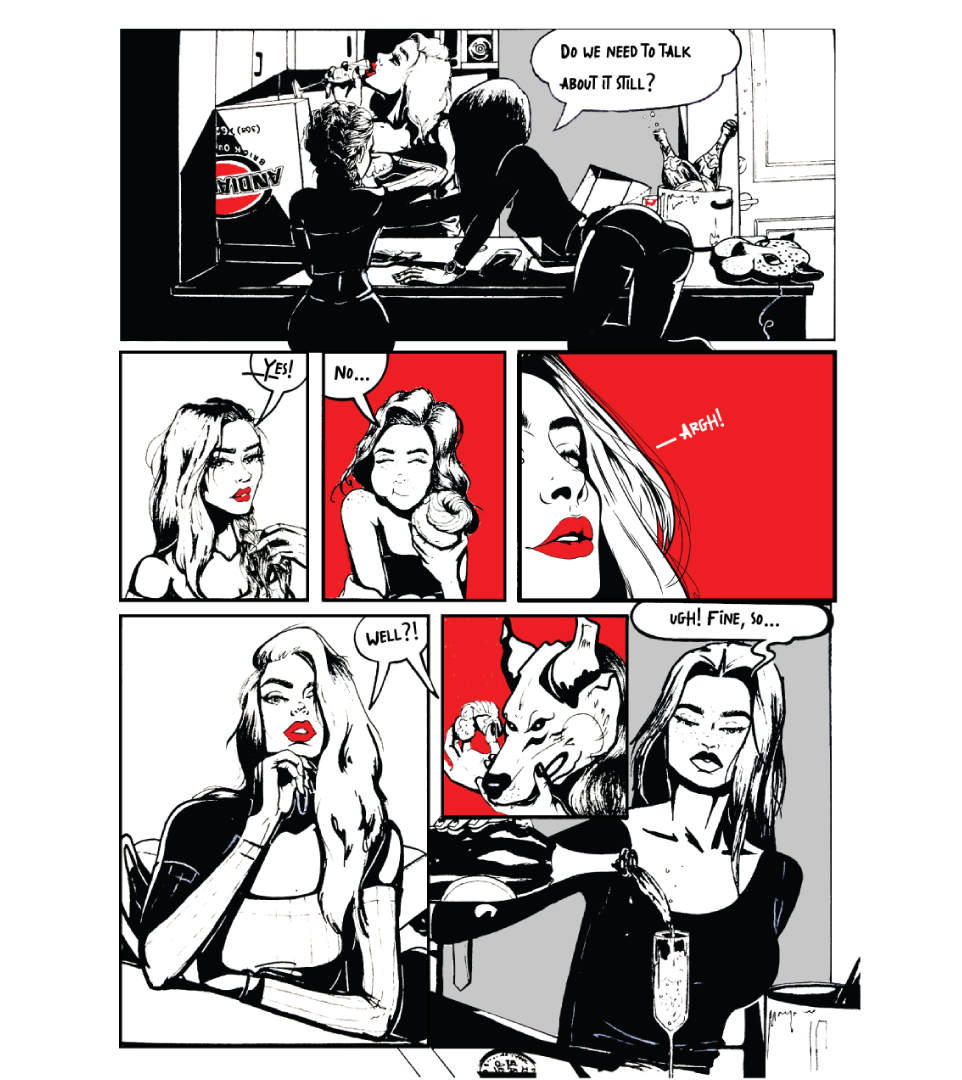 DO WE NEED TO TALK
ABOUT IT STILL?
ANDIA
YES!
NO...
ARGH!
WELL?!
UGH! FINE, SO...